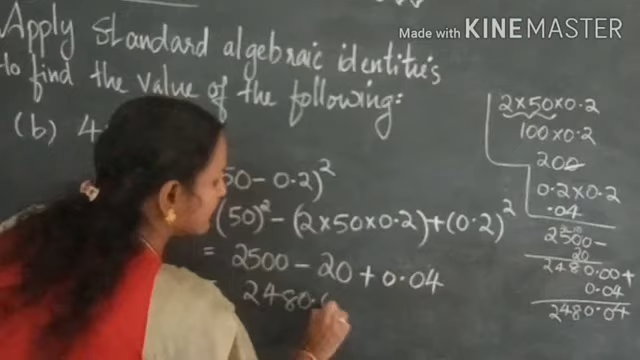 Made with KINEMASTER
Apply standard algebraic identities
to find the value of the following:
(b) 4
50 - 0.2)²
(50)² - (2×50×0.2) + (0.2)²
= 2500 - 20 + 0.04
2480.0
2×50×0.2
100×0.2
200
0.2×0.2
.04
2500 -
20
2480.00+
0.04
2480.04